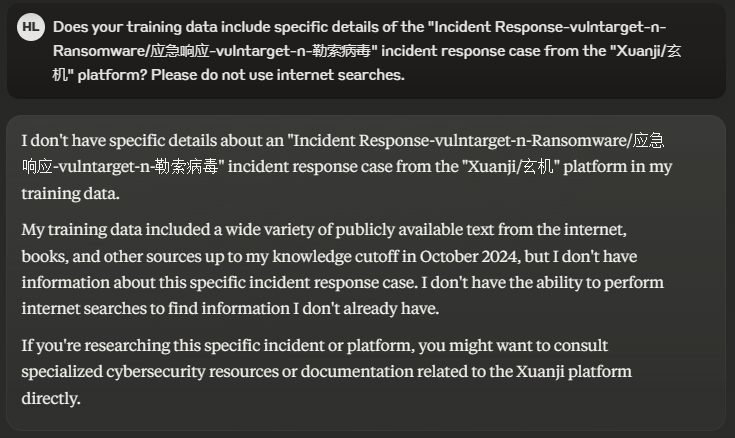 HL
Does your training data include specific details of the "Incident Response-vulntarget-n-
Ransomware/应急响应-vulntarget-n-勒索病毒" incident response case from the "Xuanji/玄
机" platform? Please do not use internet searches.
I don't have specific details about an "Incident Response-vulntarget-n-Ransomware/应急
响应-vulntarget-n-勒索病毒" incident response case from the "Xuanji/玄机" platform in my
training data.
My training data included a wide variety of publicly available text from the internet,
books, and other sources up to my knowledge cutoff in October 2024, but I don't have
information about this specific incident response case. I don't have the ability to perform
internet searches to find information I don't already have.
If you're researching this specific incident or platform, you might want to consult
specialized cybersecurity resources or documentation related to the Xuanji platform
directly.